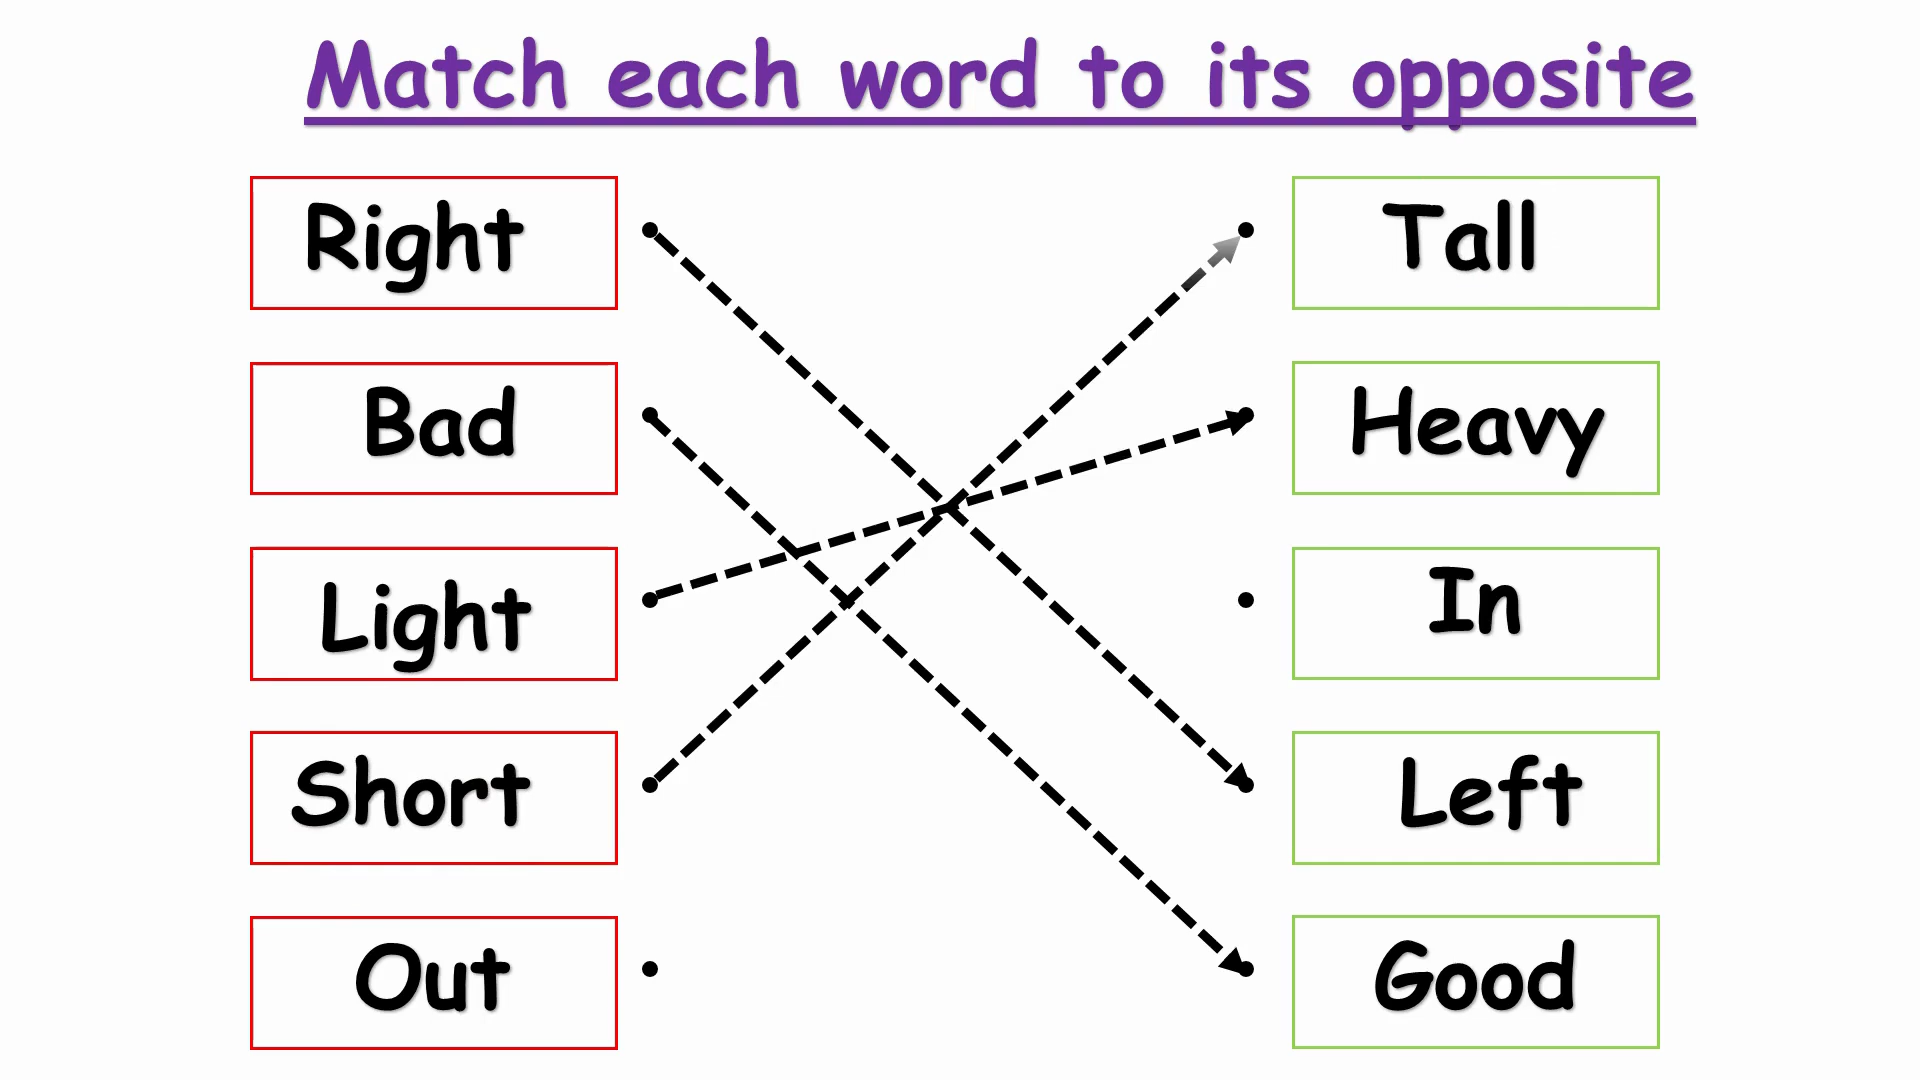 Match each word to its opposite
Right
Tall
Bad
Heavy
Light
In
Short
Left
Out
Good